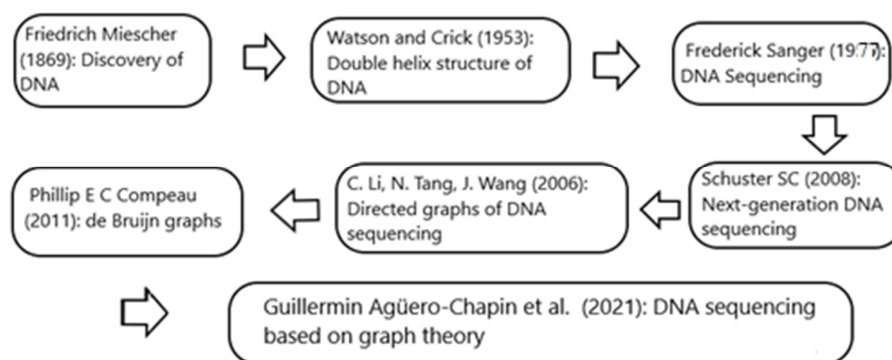 Friedrich Miescher
(1869): Discovery of
DNA
Watson and Crick (1953):
Double helix structure of
DNA
Frederick Sanger (1977):
DNA Sequencing
Schuster SC (2008):
Next-generation DNA
sequencing
C. Li, N. Tang, J. Wang (2006):
Directed graphs of DNA
sequencing
Phillip E C Compeau
(2011): de Bruijn graphs
Guillermin Agüero-Chapin et al. (2021): DNA sequencing
based on graph theory